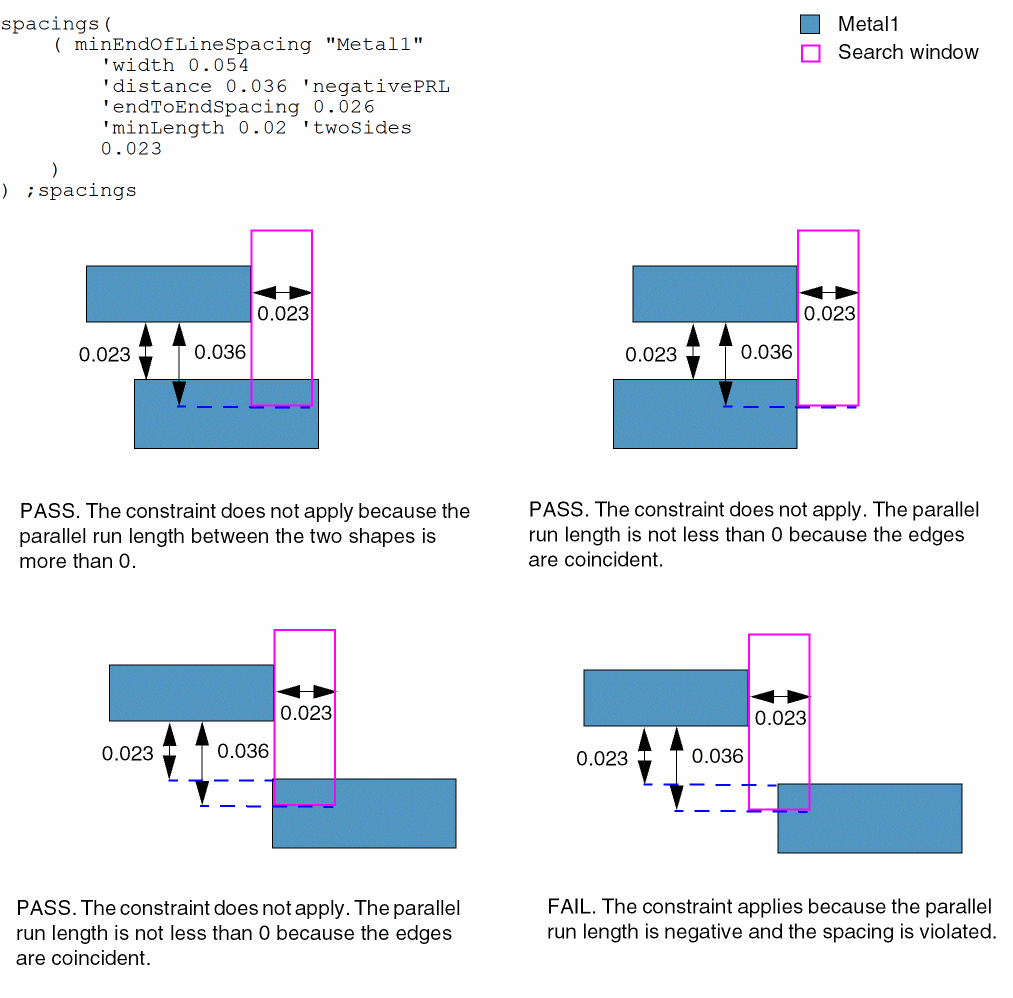 spacings(
( minEndOfLineSpacing "Metal1"
'width 0.054
'distance 0.036 'negativePRL
'endToEndSpacing 0.026
'minLength 0.02 'twoSides
0.023
)
) ;spacings
Metal1
Search window
0.023
0.023
0.036
0.023
0.023
0.036
PASS. The constraint does not apply because the
parallel run length between the two shapes is
more than 0.
PASS. The constraint does not apply. The parallel
run length is not less than 0 because the edges
are coincident.
0.023
0.023
0.036
0.023
0.023
0.036
PASS. The constraint does not apply. The parallel
run length is not less than 0 because the edges
are coincident.
FAIL. The constraint applies because the parallel
run length is negative and the spacing is violated.